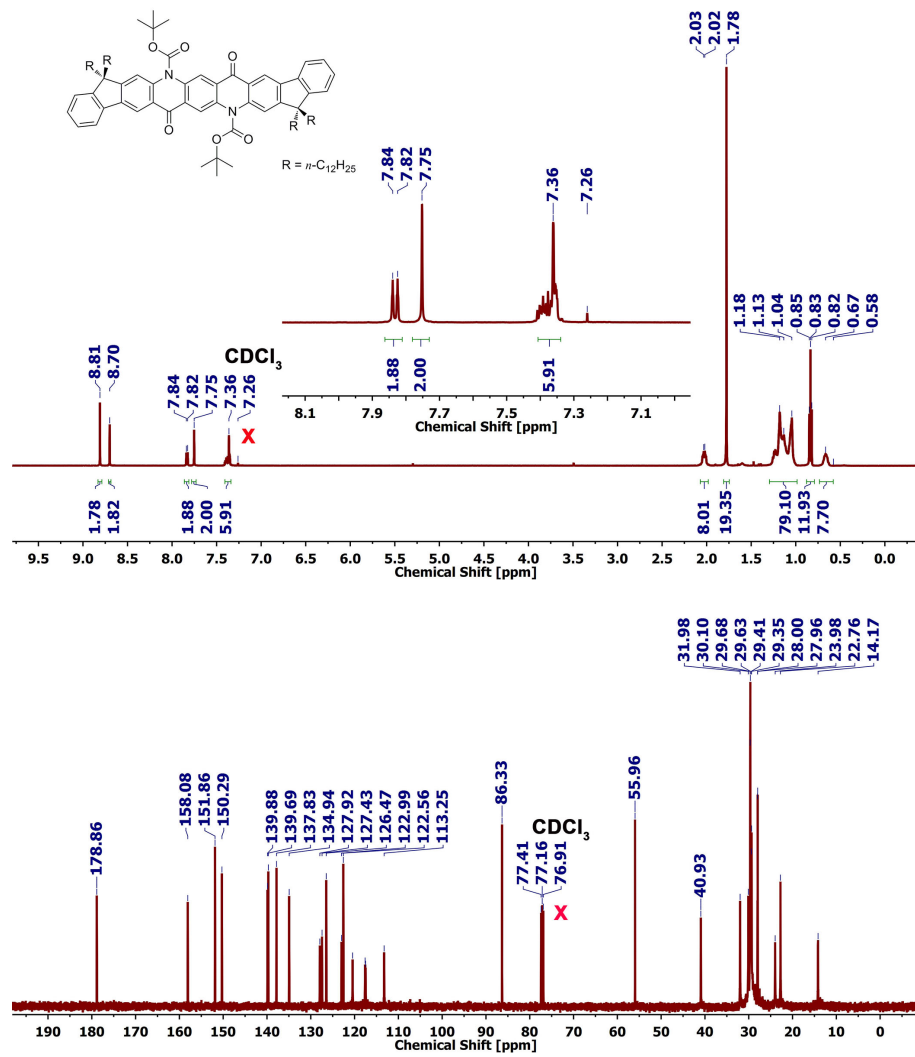 O
O
N
O
R
R
R
R
O
N
O
O
R = n-C12H25
7.84
7.82
7.75
7.36
7.26
1.88
2.00
5.91
8.1 7.9 7.7 7.5 7.3 7.1
Chemical Shift [ppm]
2.03
2.02
1.78
1.18
1.13
1.04
0.85
0.83
0.82
0.67
0.58
8.81
8.70
7.84
7.82
7.75
7.36
7.26
CDCl3
X
1.78
1.82
1.88
2.00
5.91
8.01
19.35
79.10
11.93
7.70
9.5 9.0 8.5 8.0 7.5 7.0 6.5 6.0 5.5 5.0 4.5 4.0 3.5 3.0 2.5 2.0 1.5 1.0 0.5 0.0
Chemical Shift [ppm]
178.86
158.08
151.86
150.29
139.88
139.69
137.83
134.94
127.92
127.43
126.47
122.99
122.56
113.25
86.33
CDCl3
77.41
77.16
76.91
X
55.96
40.93
31.98
30.10
29.68
29.63
29.41
29.35
28.00
27.96
23.98
22.76
14.17
190 180 170 160 150 140 130 120 110 100 90 80 70 60 50 40 30 20 10 0
Chemical Shift [ppm]